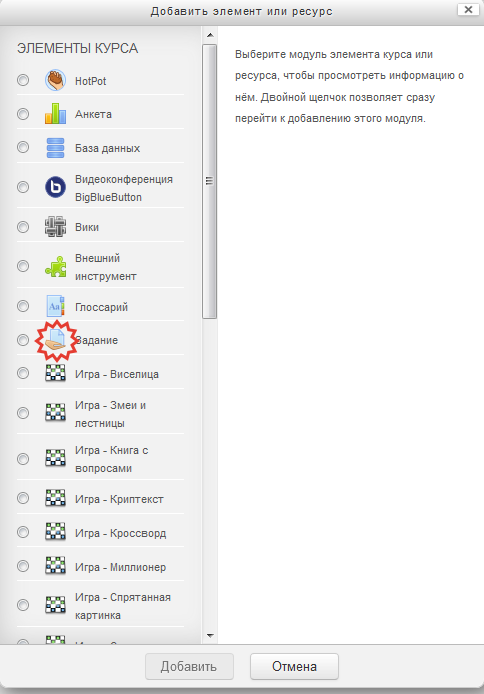 Добавить элемент или ресурс
ЭЛЕМЕНТЫ КУРСА
HotPot
Анкета
База данных
Видеоконференция
BigBlueButton
Вики
Внешний
инструмент
Глоссарий
Задание
Игра - Виселица
Игра - Змеи и
лестницы
Игра - Книга с
вопросами
Игра - Криптекст
Игра - Кроссворд
Игра - Миллионер
Игра - Спрятанная
картинка
Выберите модуль элемента курса или
ресурса, чтобы просмотреть информацию о
нём. Двойной щелчок позволяет сразу
перейти к добавлению этого модуля.
Добавить
Отмена